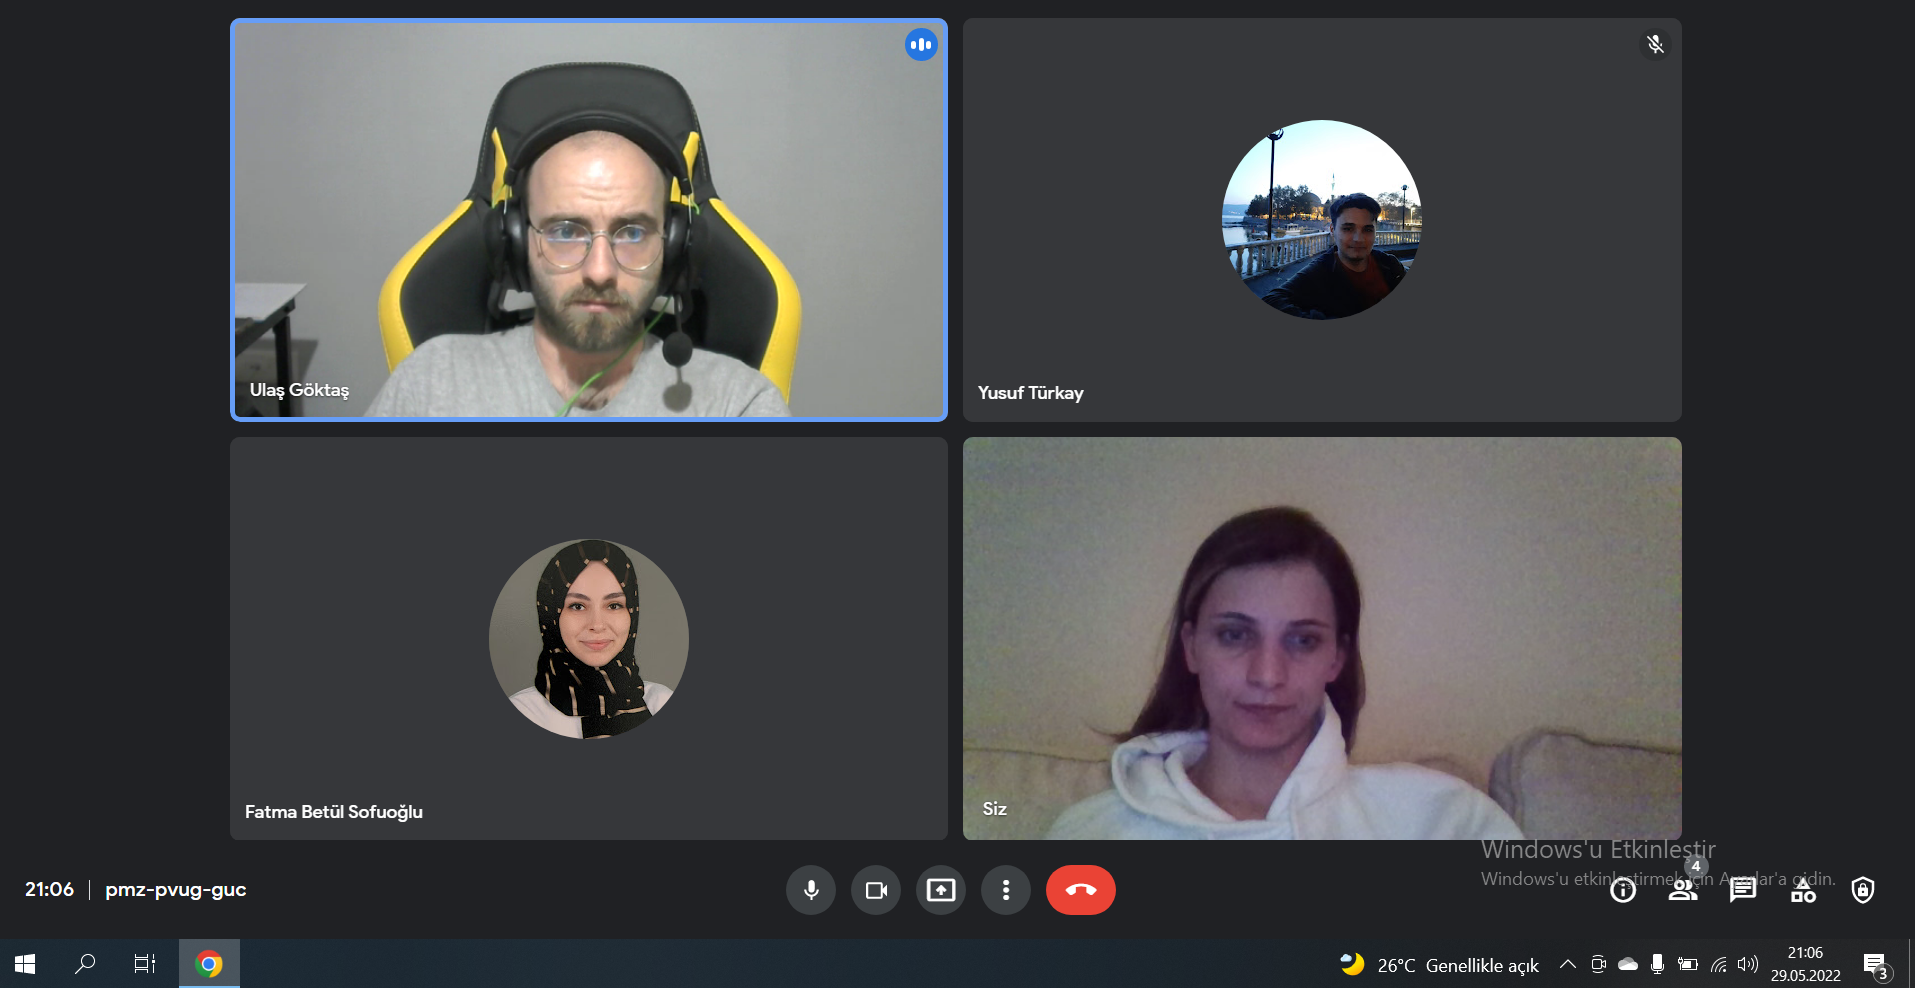 Ulaş Göktaş
Yusuf Türkay
Fatma Betül Sofuoğlu
Siz
Windows'u Etkinleştir
Windows'u etkinleştirmek için Ayarlar'a gidin.
21:06 | pmz-pvug-guc
4
26°C Genellikle açık
21:06
29.05.2022
3